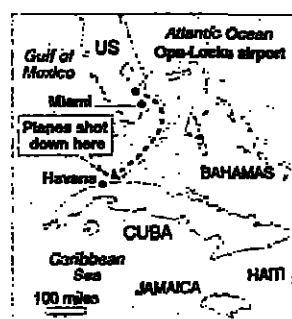 Atlantic Ocean
Opa-Locka airport
US
Gulf of
Mexico
Miami
Planes shot
down here
Havana
BAHAMAS
CUBA
Caribbean
Sea
JAMAICA
HAITI
100 miles